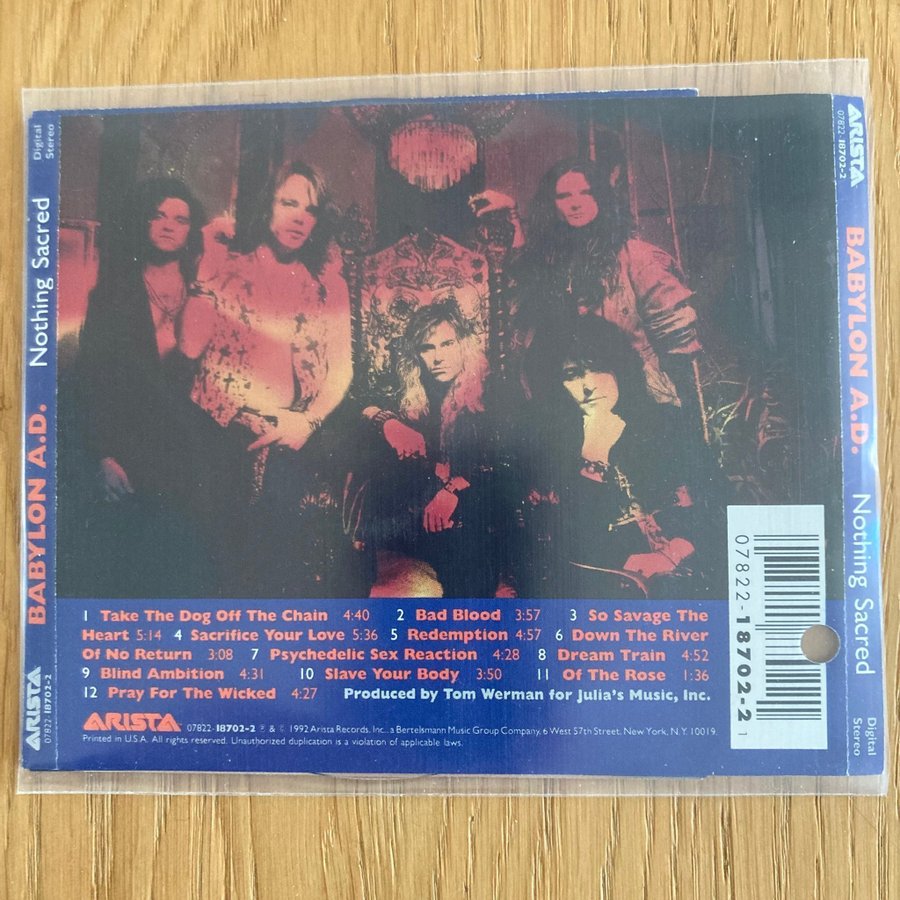 Digital
Stereo
Nothing Sacred
BABYLON A.D.
ARISTA
07822-18702-2
ARISTA
07822-18702-2
BABYLON A.D.
Nothing Sacred
Digital
Stereo
07822-18702-2
1
1 Take The Dog Off The Chain 4:40 2 Bad Blood 3:57 3 So Savage The
Heart 5:14 4 Sacrifice Your Love 5:36 5 Redemption 4:57 6 Down The River
Of No Return 3:08 7 Psychedelic Sex Reaction 4:28 8 Dream Train 4:52
9 Blind Ambition 4:31 10 Slave Your Body 3:50 11 Of The Rose 1:36
12 Pray For The Wicked 4:27 Produced by Tom Werman for Julia's Music, Inc.
ARISTA 07822-18702-2 ℗ & © 1992 Arista Records, Inc., a Bertelsmann Music Group Company, 6 West 57th Street, New York, N.Y. 10019.
Printed in U.S.A. All rights reserved. Unauthorized duplication is a violation of applicable laws.